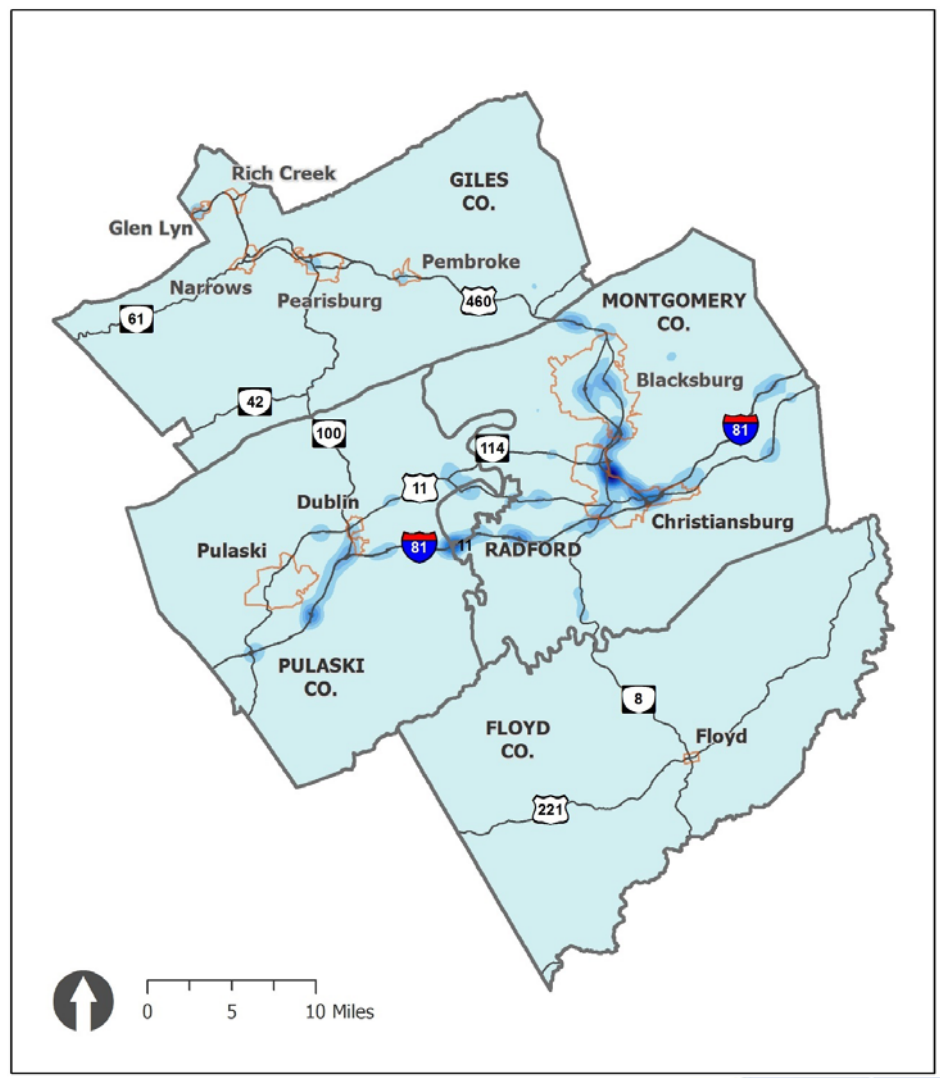 Rich Creek
GILES
CO.
Glen Lyn
Pembroke
Narrows
Pearisburg
460
MONTGOMERY
CO.
61
Blacksburg
42
81
100
114
11
Dublin
Christiansburg
Pulaski
81
11
RADFORD
PULASKI
CO.
8
FLOYD
CO.
Floyd
221
0 5 10 Miles